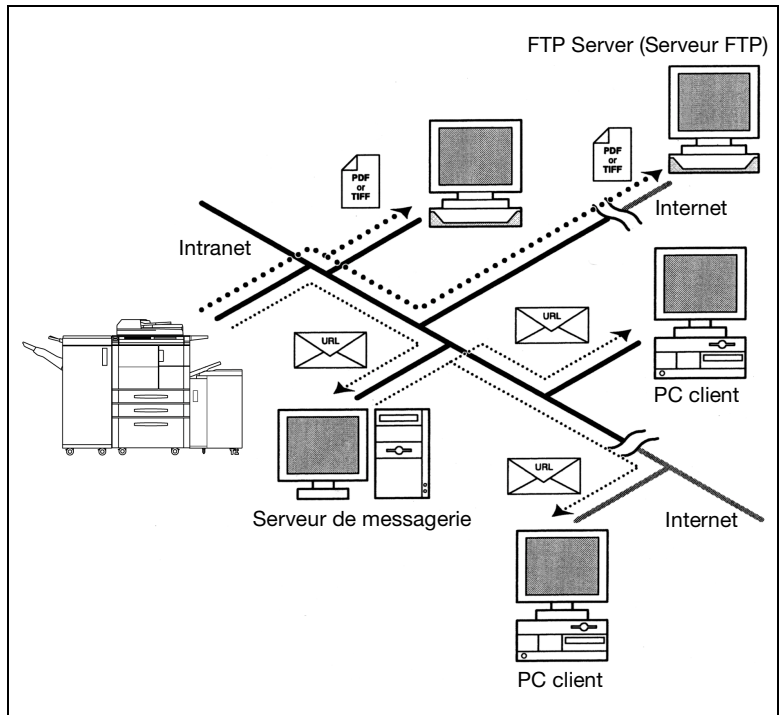 FTP Server (Serveur FTP)
PDF
or
TIFF
PDF
or
TIFF
Internet
Intranet
URL
URL
PC client
Serveur de messagerie
URL
Internet
PC client